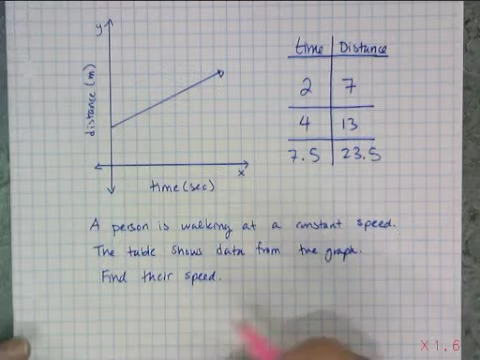 y
distance (m)
x
time (sec)
time Distance
2 7
4 13
7.5 23.5
A person is walking at a constant speed.
The table shows data from the graph.
Find their speed.
X1.6